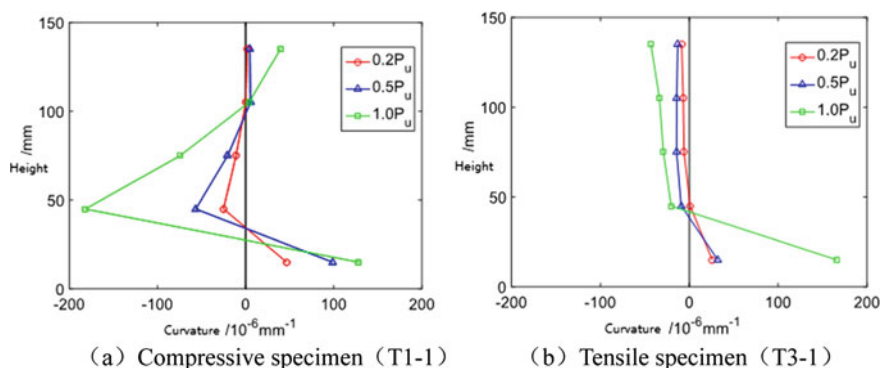 150
100
50
0
/mm
Height
0.2Pu
0.5Pu
1.0Pu
-200 -100 0 100 200
Curvature /10⁻⁶mm⁻¹
(a) Compressive specimen (T1-1)
150
100
50
0
/mm
Height
0.2Pu
0.5Pu
1.0Pu
-200 -100 0 100 200
Curvature /10⁻⁶mm⁻¹
(b) Tensile specimen (T3-1)